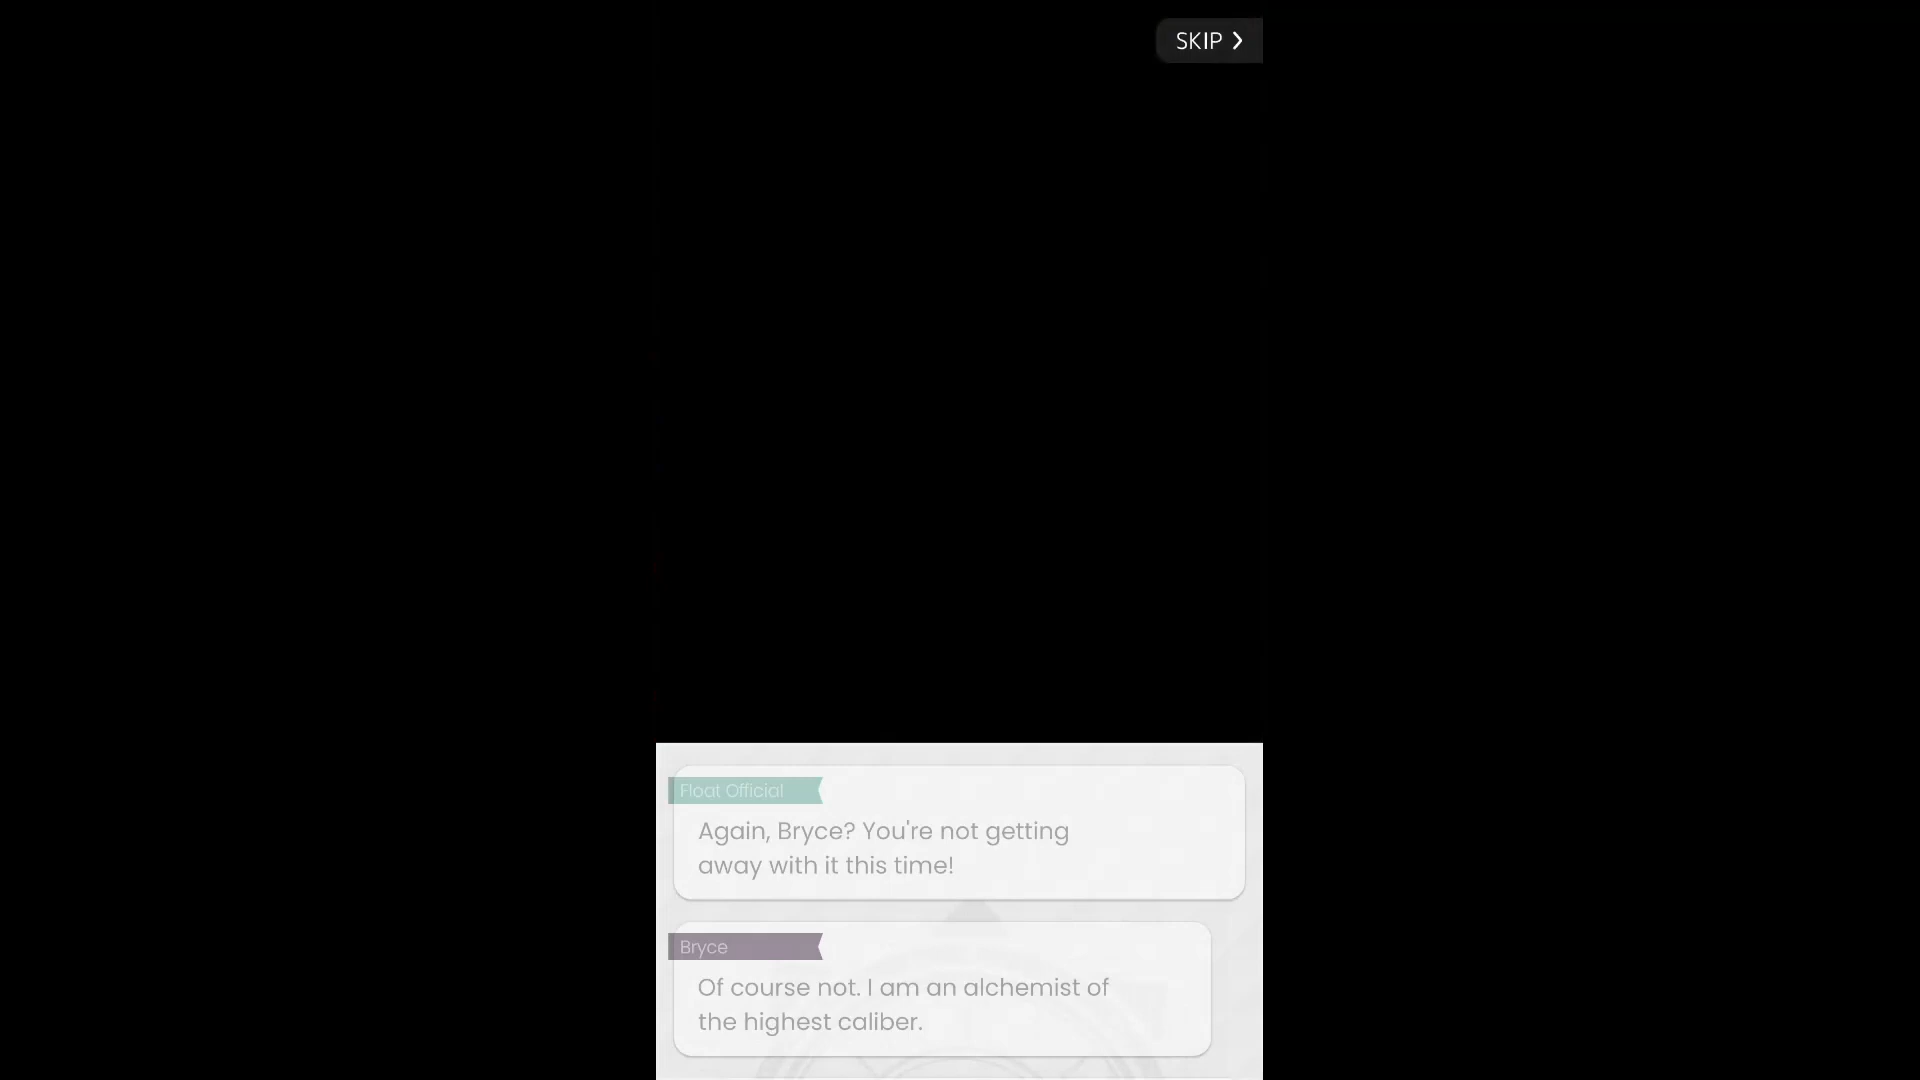 SKIP
Float Official
Again, Bryce? You're not getting
away with it this time!
Bryce
Of course not. I am an alchemist of
the highest caliber.